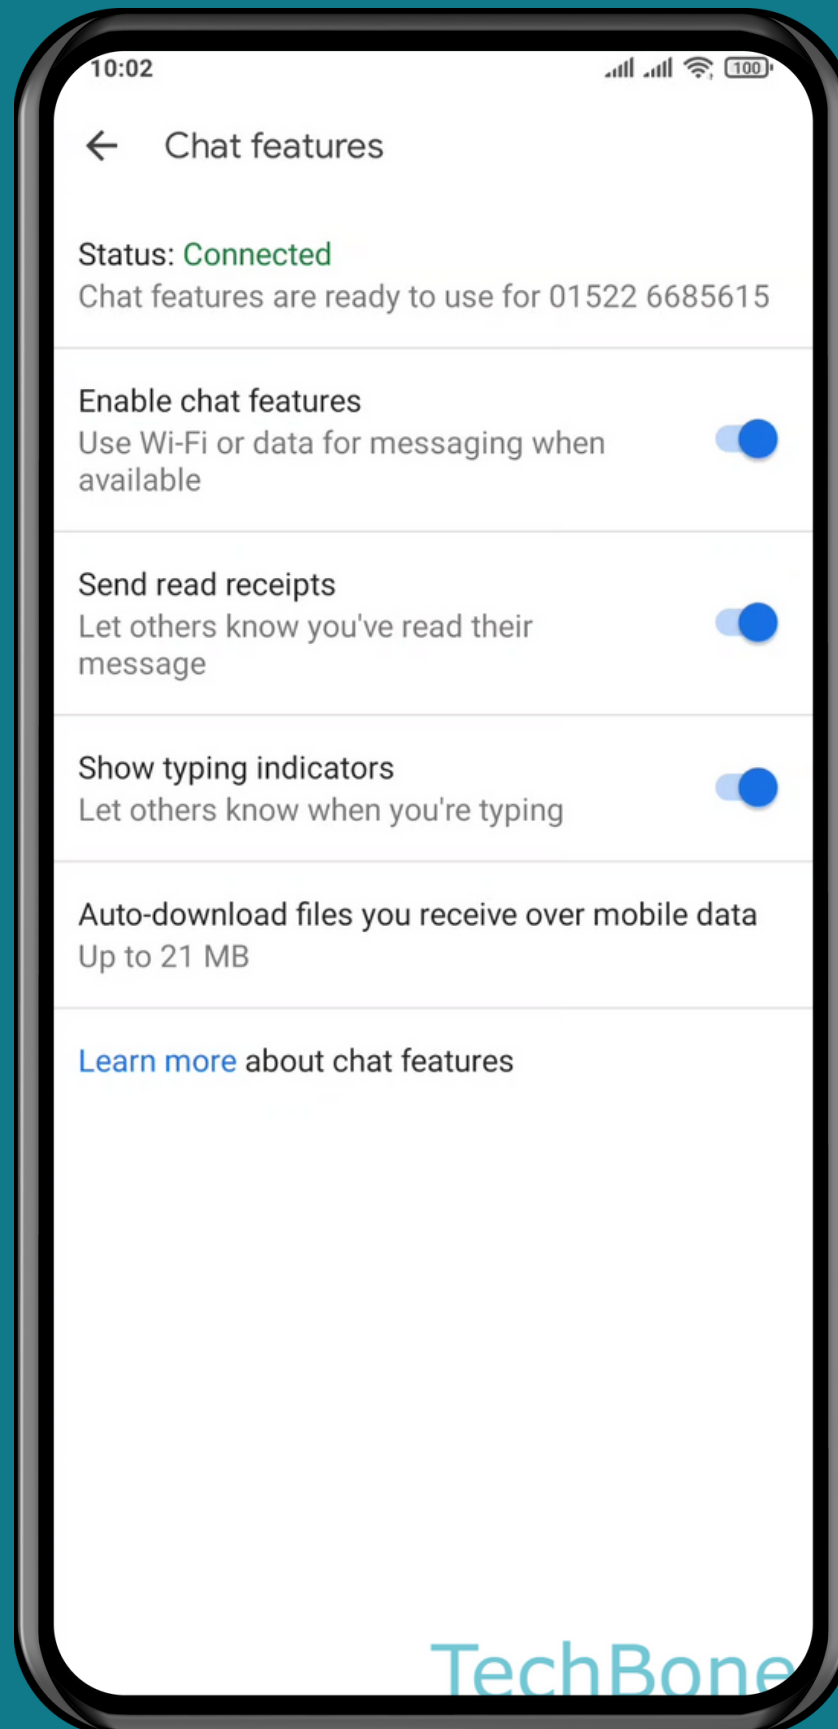 10:02
100
Chat features
Status: Connected
Chat features are ready to use for 01522 6685615
Enable chat features
Use Wi-Fi or data for messaging when
available
Send read receipts
Let others know you've read their
message
Show typing indicators
Let others know when you're typing
Auto-download files you receive over mobile data
Up to 21 MB
Learn more about chat features
TechBone